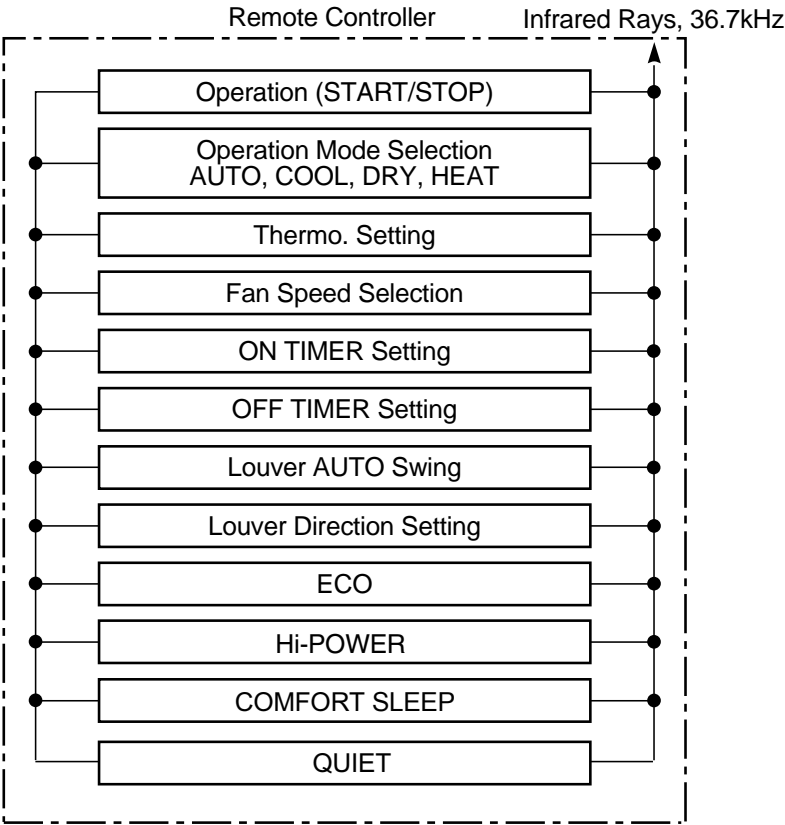 Remote Controller
Infrared Rays, 36.7kHz
Operation (START/STOP)
Operation Mode Selection
AUTO, COOL, DRY, HEAT
Thermo. Setting
Fan Speed Selection
ON TIMER Setting
OFF TIMER Setting
Louver AUTO Swing
Louver Direction Setting
ECO
Hi-POWER
COMFORT SLEEP
QUIET